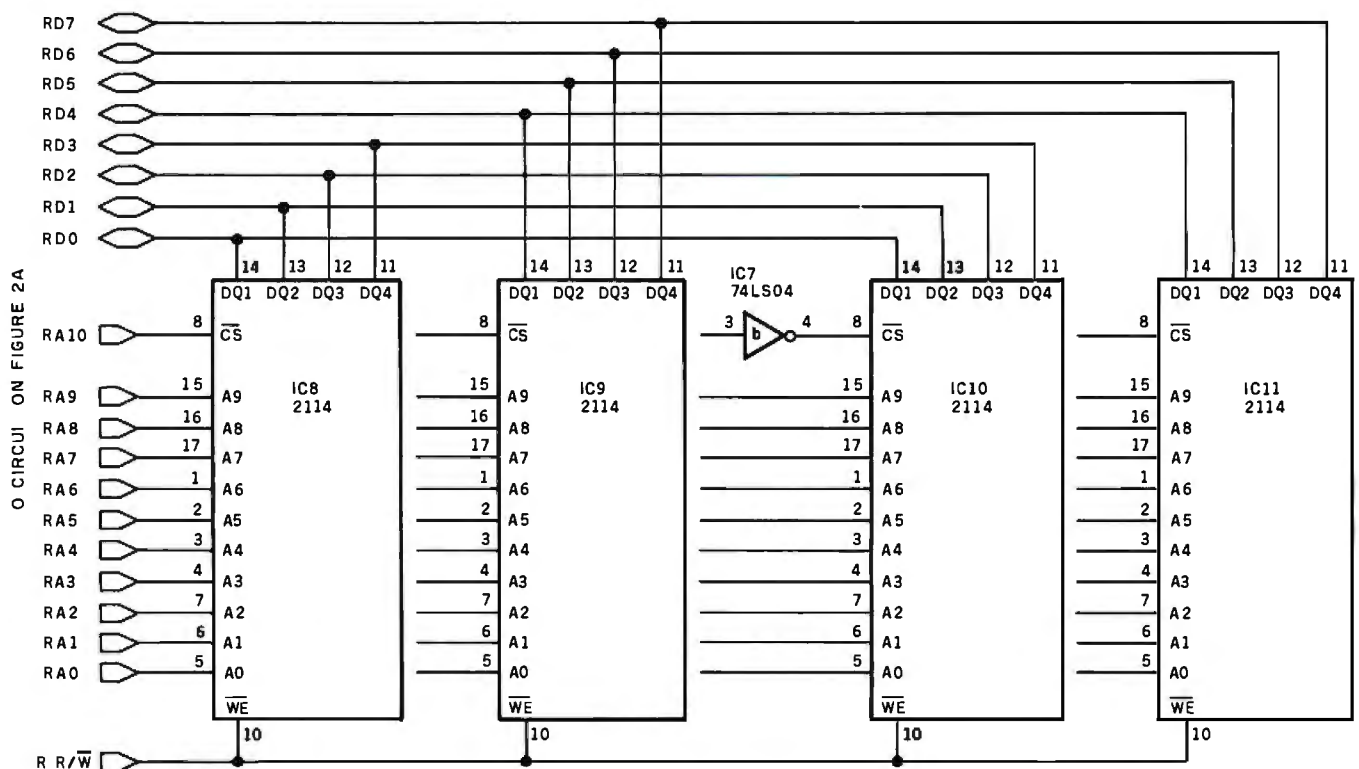 RD7
RD6
RD5
RD4
RD3
RD2
RD1
RD0
14 13 12 11 14 13 12 11 14 13 12 11 14 13 12 11
IC7
74LS04
DQ1 DQ2 DQ3 DQ4 DQ1 DQ2 DQ3 DQ4 DQ1 DQ2 DQ3 DQ4 DQ1 DQ2 DQ3 DQ4
O CIRCUI ON FIGURE 2A
RA10 8 CS 8 CS 3 b 4 8 CS 8 CS
IC8 IC9 IC10 IC11
2114 2114 2114 2114
RA9 15 A9 15 A9 15 A9 15 A9
RA8 16 A8 16 A8 16 A8 16 A8
RA7 17 A7 17 A7 17 A7 17 A7
RA6 1 A6 1 A6 1 A6 1 A6
RA5 2 A5 2 A5 2 A5 2 A5
RA4 3 A4 3 A4 3 A4 3 A4
RA3 4 A3 4 A3 4 A3 4 A3
RA2 7 A2 7 A2 7 A2 7 A2
RA1 6 A1 6 A1 6 A1 6 A1
RA0 5 A0 5 A0 5 A0 5 A0
WE WE WE WE
10 10 10 10
R R/W